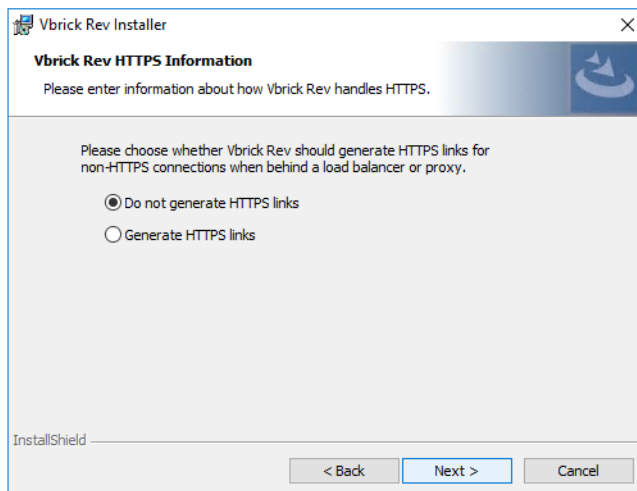 Vbrick Rev Installer
Vbrick Rev HTTPS Information
Please enter information about how Vbrick Rev handles HTTPS.
Please choose whether Vbrick Rev should generate HTTPS links for
non-HTTPS connections when behind a load balancer or proxy.
Do not generate HTTPS links
Generate HTTPS links
InstallShield
< Back Next > Cancel